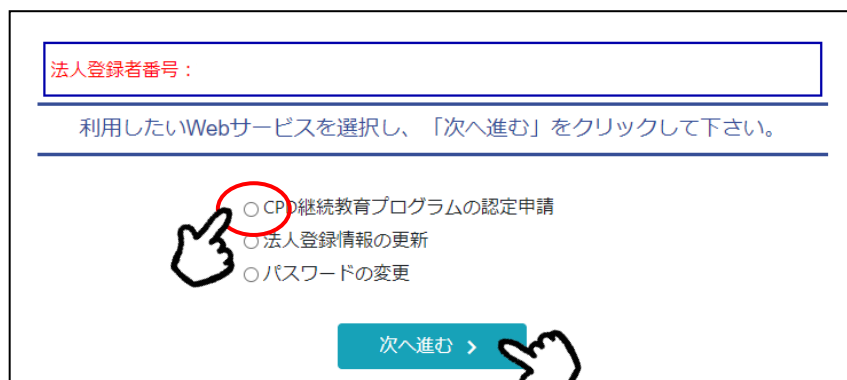 法人登録者番号：
利用したいWebサービスを選択し、「次へ進む」をクリックして下さい。
CPD継続教育プログラムの認定申請
法人登録情報の更新
パスワードの変更
次へ進む